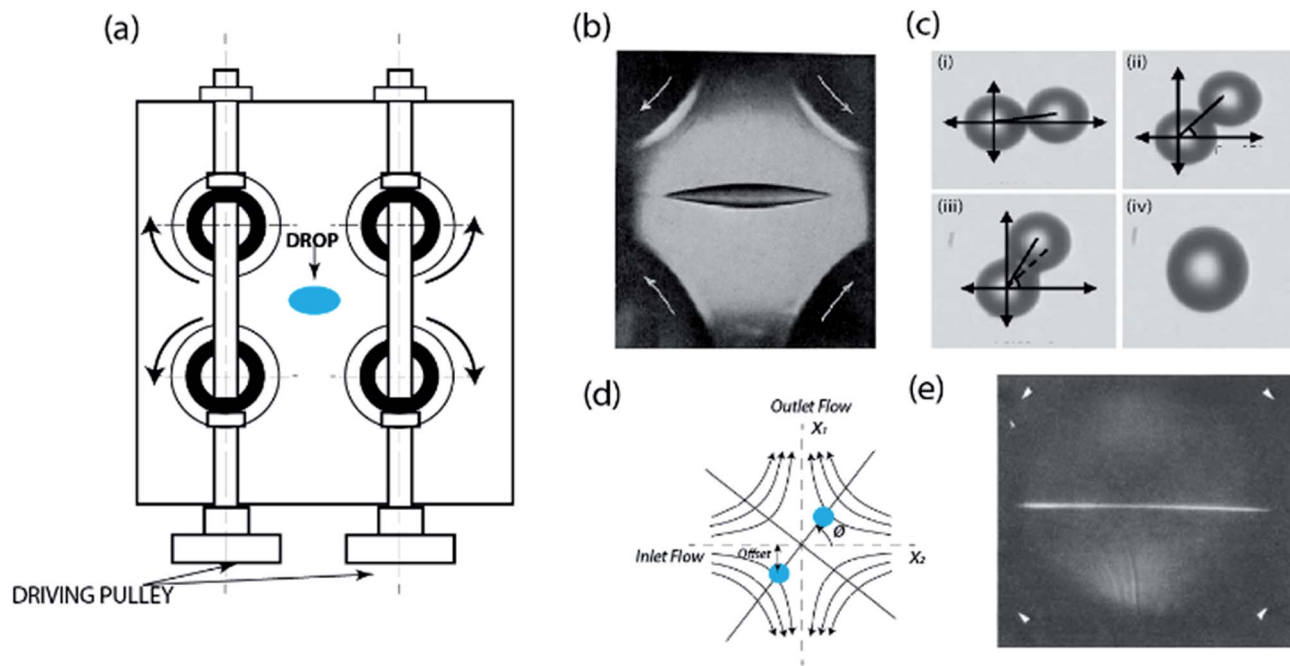 (a)
DROP
DRIVING PULLEY
(b)
(c)
(i)
(ii)
(iii)
(iv)
(d)
Outlet Flow
X₁
Offset
Ø
Inlet Flow
X₂
(e)